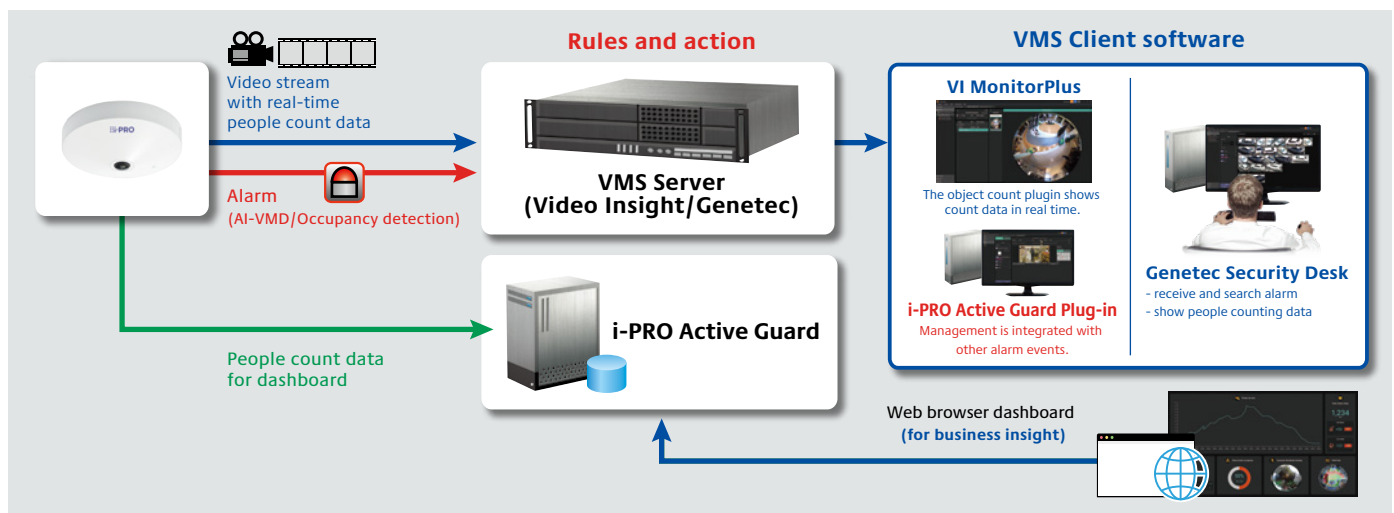 i-PRO
Video stream
with real-time
people count data
Alarm
(AI-VMD/Occupancy detection)
People count data
for dashboard
Rules and action
VMS Server
(Video Insight/Genetec)
i-PRO Active Guard
VMS Client software
VI MonitorPlus
The object count plugin shows
count data in real time.
i-PRO Active Guard Plug-in
Management is integrated with
other alarm events.
Genetec Security Desk
- receive and search alarm
- show people counting data
Web browser dashboard
(for business insight)
1,234